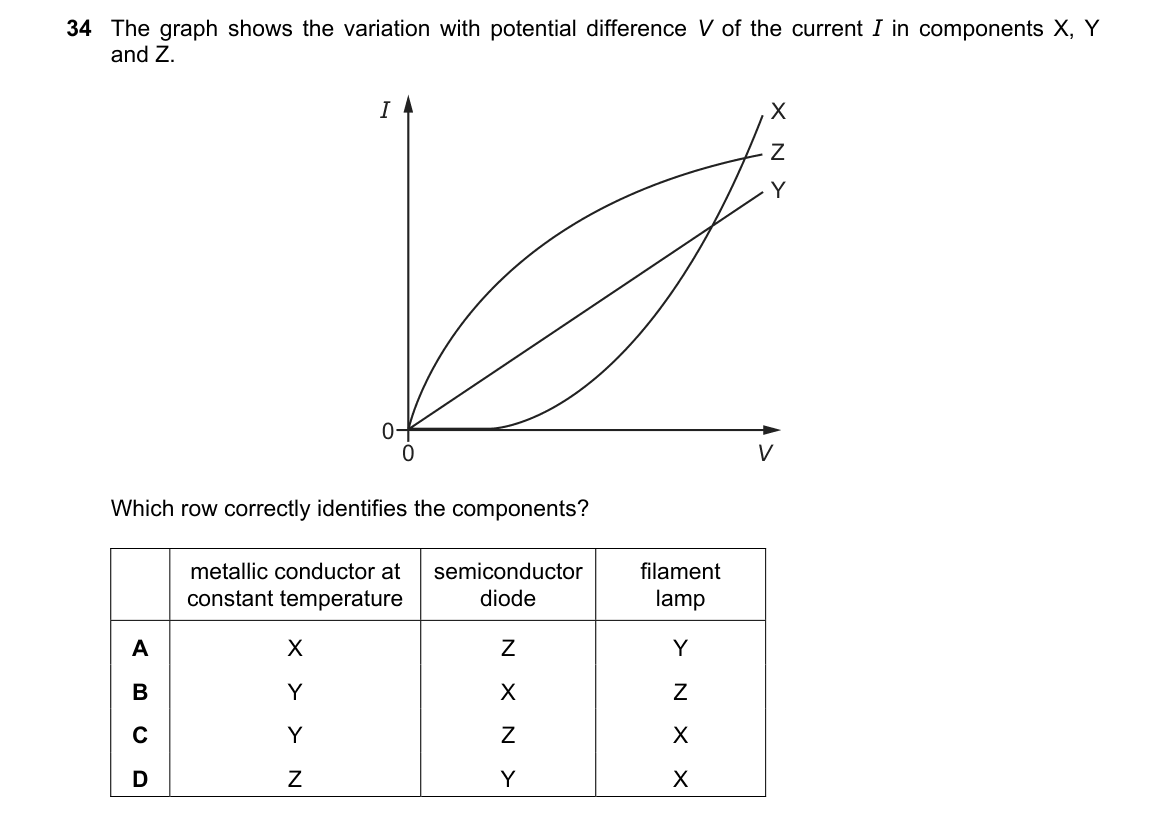 34 The graph shows the variation with potential difference V of the current I in components X, Y
and Z.
I
X
Z
Y
0
0
V
Which row correctly identifies the components?
metallic conductor at constant temperature semiconductor diode filament lamp
A X Z Y
B Y X Z
C Y Z X
D Z Y X